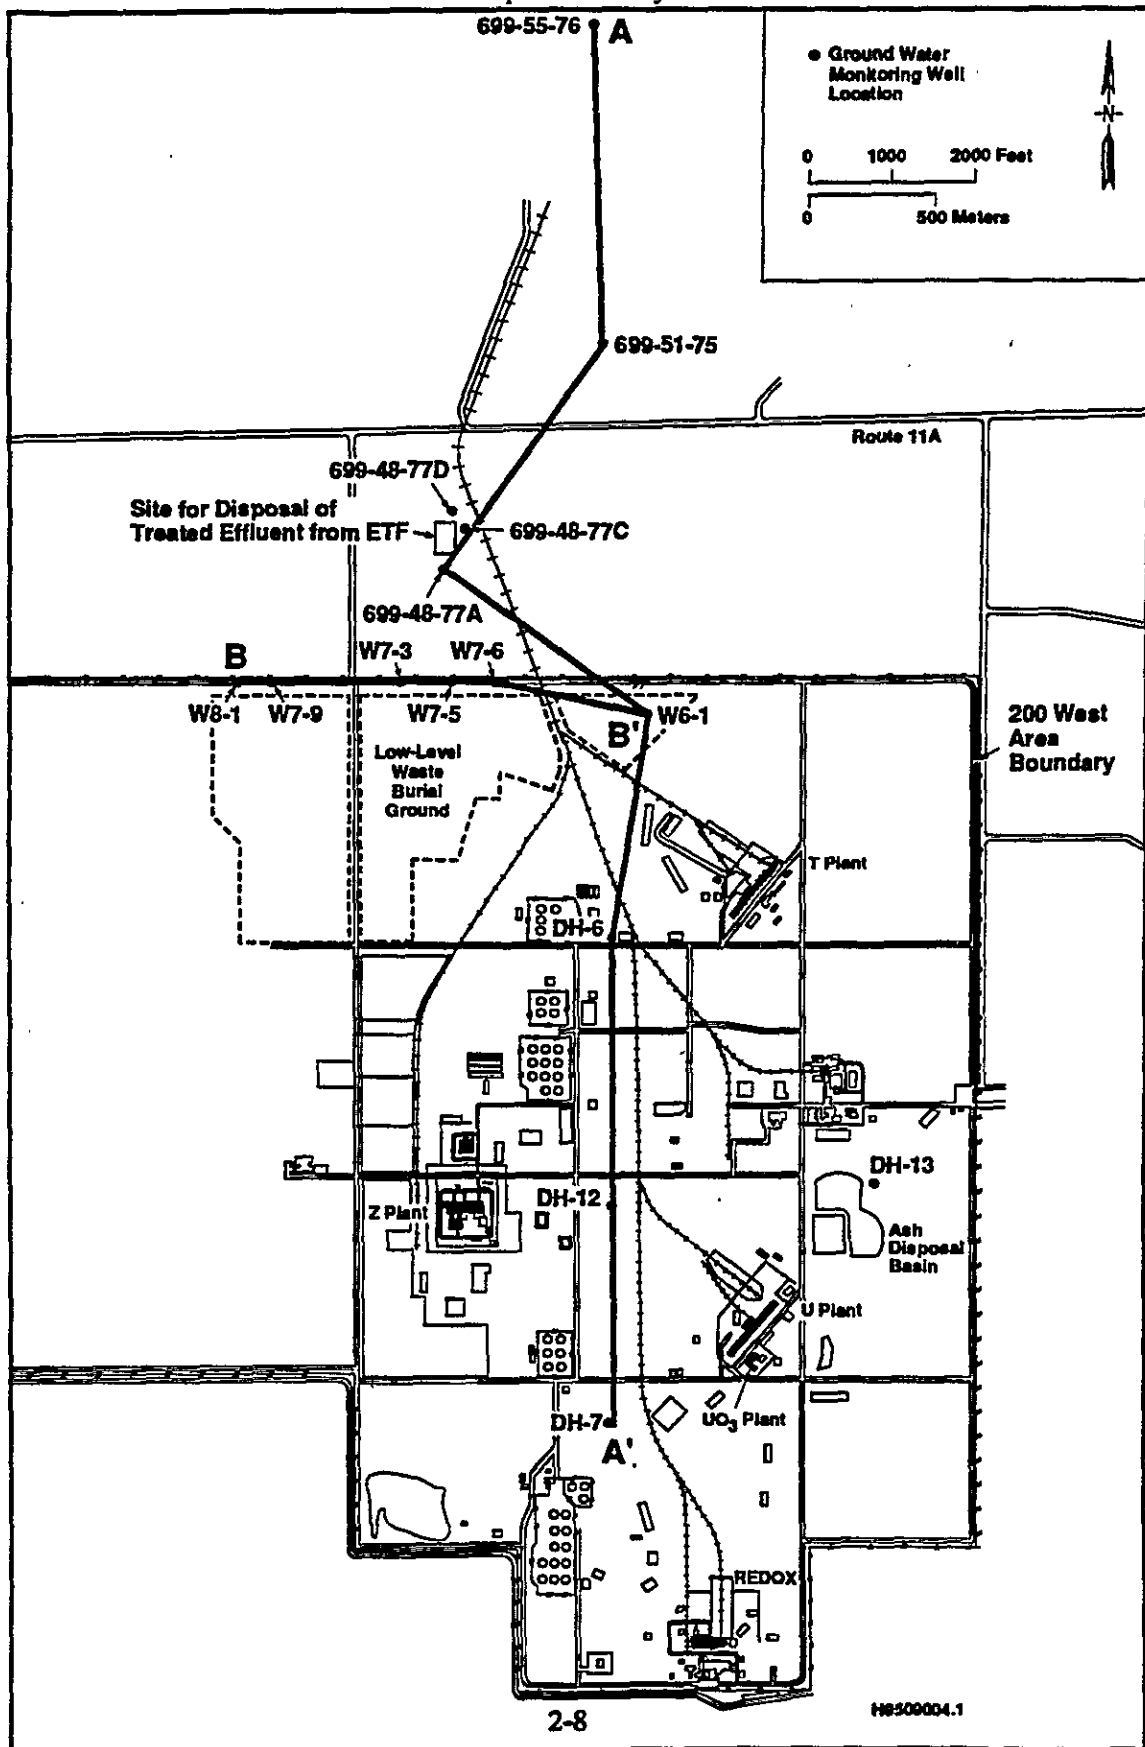 699-55-76
A
Ground Water
Monitoring Well
Location
N
0 1000 2000 Feet
0 500 Meters
699-51-75
Route 11A
699-48-77D
Site for Disposal of
Treated Effluent from ETF
699-48-77C
699-48-77A
B
W7-3
W7-6
W8-1
W7-9
W7-5
W6-1
B'
200 West
Area
Boundary
Low-Level
Waste
Burial
Ground
T Plant
DH-6
DH-13
DH-12
Z Plant
Ash
Disposal
Basin
U Plant
DH-7
UO3 Plant
A'
REDOX
H9509004.1
2-8